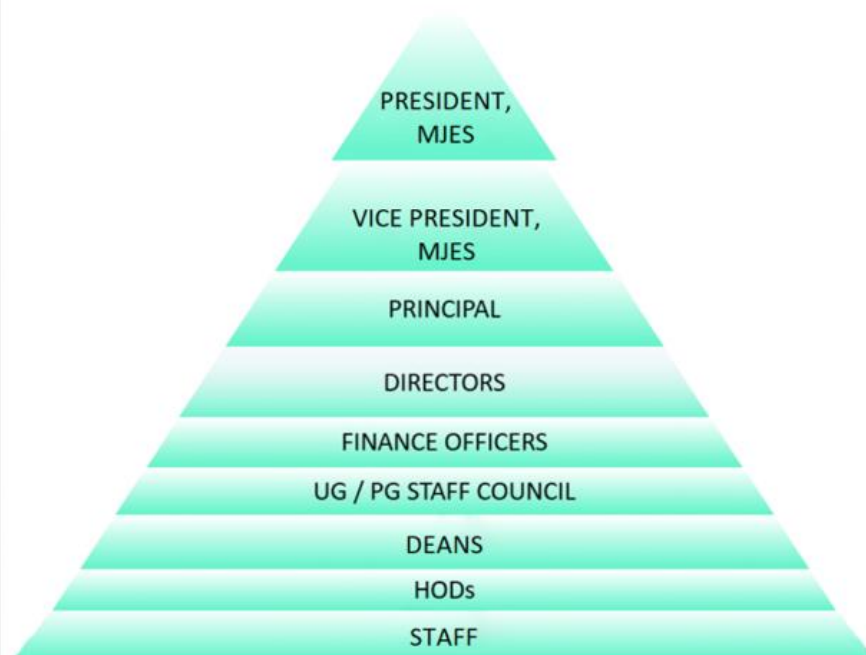 PRESIDENT,
MJES
VICE PRESIDENT,
MJES
PRINCIPAL
DIRECTORS
FINANCE OFFICERS
UG / PG STAFF COUNCIL
DEANS
HODs
STAFF